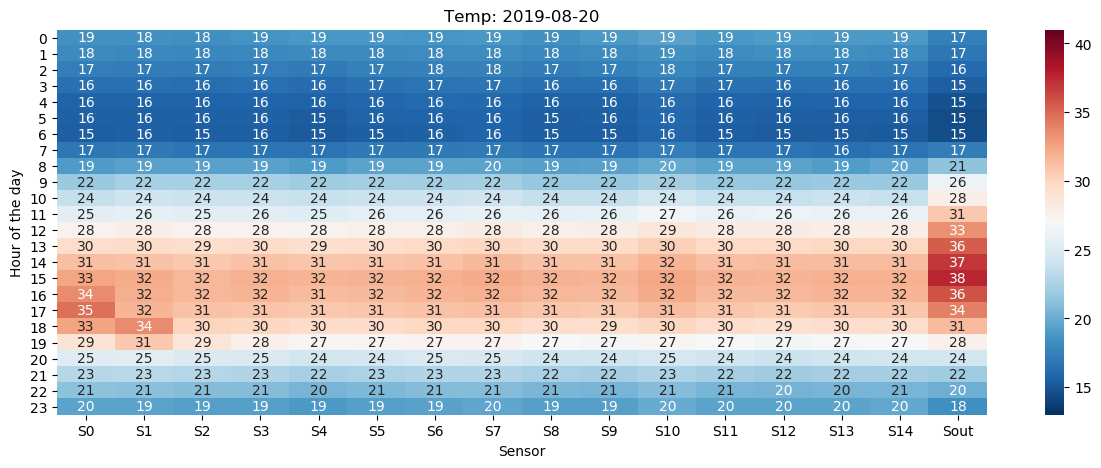 Temp: 2019-08-20
Hour of the day
0 19 18 18 19 19 19 19 19 19 19 19 19 19 19 19 17
1 18 18 18 18 18 18 18 18 18 18 19 18 18 18 18 17
2 17 17 17 17 17 17 18 18 17 17 18 17 17 17 17 16
3 16 16 16 16 16 17 17 17 16 16 17 17 16 16 16 15
4 16 16 16 16 16 16 16 16 16 16 16 16 16 16 16 15
5 16 16 16 16 15 16 16 16 16 16 16 16 16 16 16 15
6 15 16 15 16 15 15 16 16 15 15 16 15 15 15 15 15
7 17 17 17 17 17 17 17 17 17 17 17 17 17 16 17 17
8 19 19 19 19 19 19 19 20 19 19 20 19 19 19 20 21
9 22 22 22 22 22 22 22 22 22 22 22 22 22 22 22 26
10 24 24 24 24 24 24 24 24 24 24 24 24 24 24 24 28
11 25 26 25 26 25 26 26 26 26 26 27 26 26 26 26 31
12 28 28 28 28 28 28 28 28 28 28 29 28 28 28 28 33
13 30 30 29 30 29 30 30 30 30 30 30 30 30 30 30 36
14 31 31 31 31 31 31 31 31 31 31 32 31 31 31 31 37
15 33 32 32 32 32 32 32 32 32 32 32 32 32 32 32 38
16 34 32 32 32 31 32 32 32 32 32 32 32 32 32 32 36
17 35 32 31 31 31 31 31 31 31 31 32 31 31 31 31 34
18 33 34 30 30 30 30 30 30 30 29 30 30 29 30 30 31
19 29 31 29 28 27 27 27 27 27 27 27 27 27 27 27 28
20 25 25 25 25 24 24 25 25 24 24 25 24 24 24 24 24
21 23 23 23 23 22 23 23 23 22 22 23 22 22 22 22 22
22 21 21 21 21 20 21 21 21 21 21 21 21 20 20 21 20
23 20 19 19 19 19 19 19 20 19 19 20 20 20 20 20 18
S0 S1 S2 S3 S4 S5 S6 S7 S8 S9 S10 S11 S12 S13 S14 Sout
Sensor
40
35
30
25
20
15